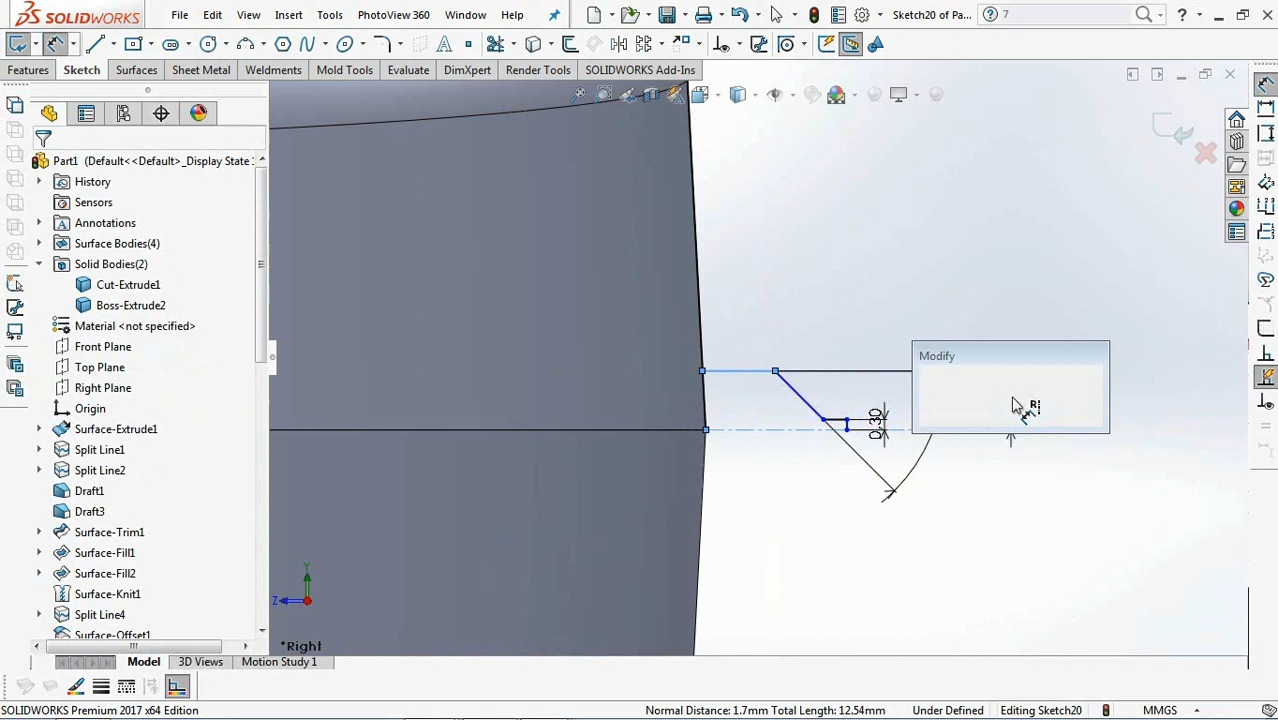 SOLIDWORKS File Edit View Insert Tools PhotoView 360 Window Help Sketch20 of Pa... 7
Features Sketch Surfaces Sheet Metal Weldments Mold Tools Evaluate DimXpert Render Tools SOLIDWORKS Add-Ins
Part1 (Default<<Default>_Display State
History
Sensors
Annotations
Surface Bodies(4)
Solid Bodies(2)
Cut-Extrude1
Boss-Extrude2
Material <not specified>
Front Plane
Top Plane
Right Plane
Origin
Surface-Extrude1
Split Line1
Split Line2
Draft1
Draft3
Surface-Trim1
Surface-Fill1
Surface-Fill2
Surface-Knit1
Split Line4
Surface-Offset1
Modify
0,30
Y
Z
*Right
Model 3D Views Motion Study 1
SOLIDWORKS Premium 2017 x64 Edition Normal Distance: 1.7mm Total Length: 12.54mm Under Defined Editing Sketch20 MMGS